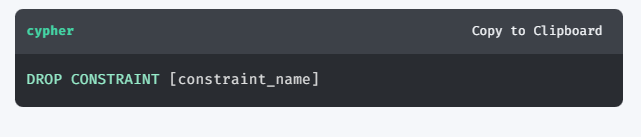 cypher
Copy to Clipboard
DROP CONSTRAINT [constraint_name]